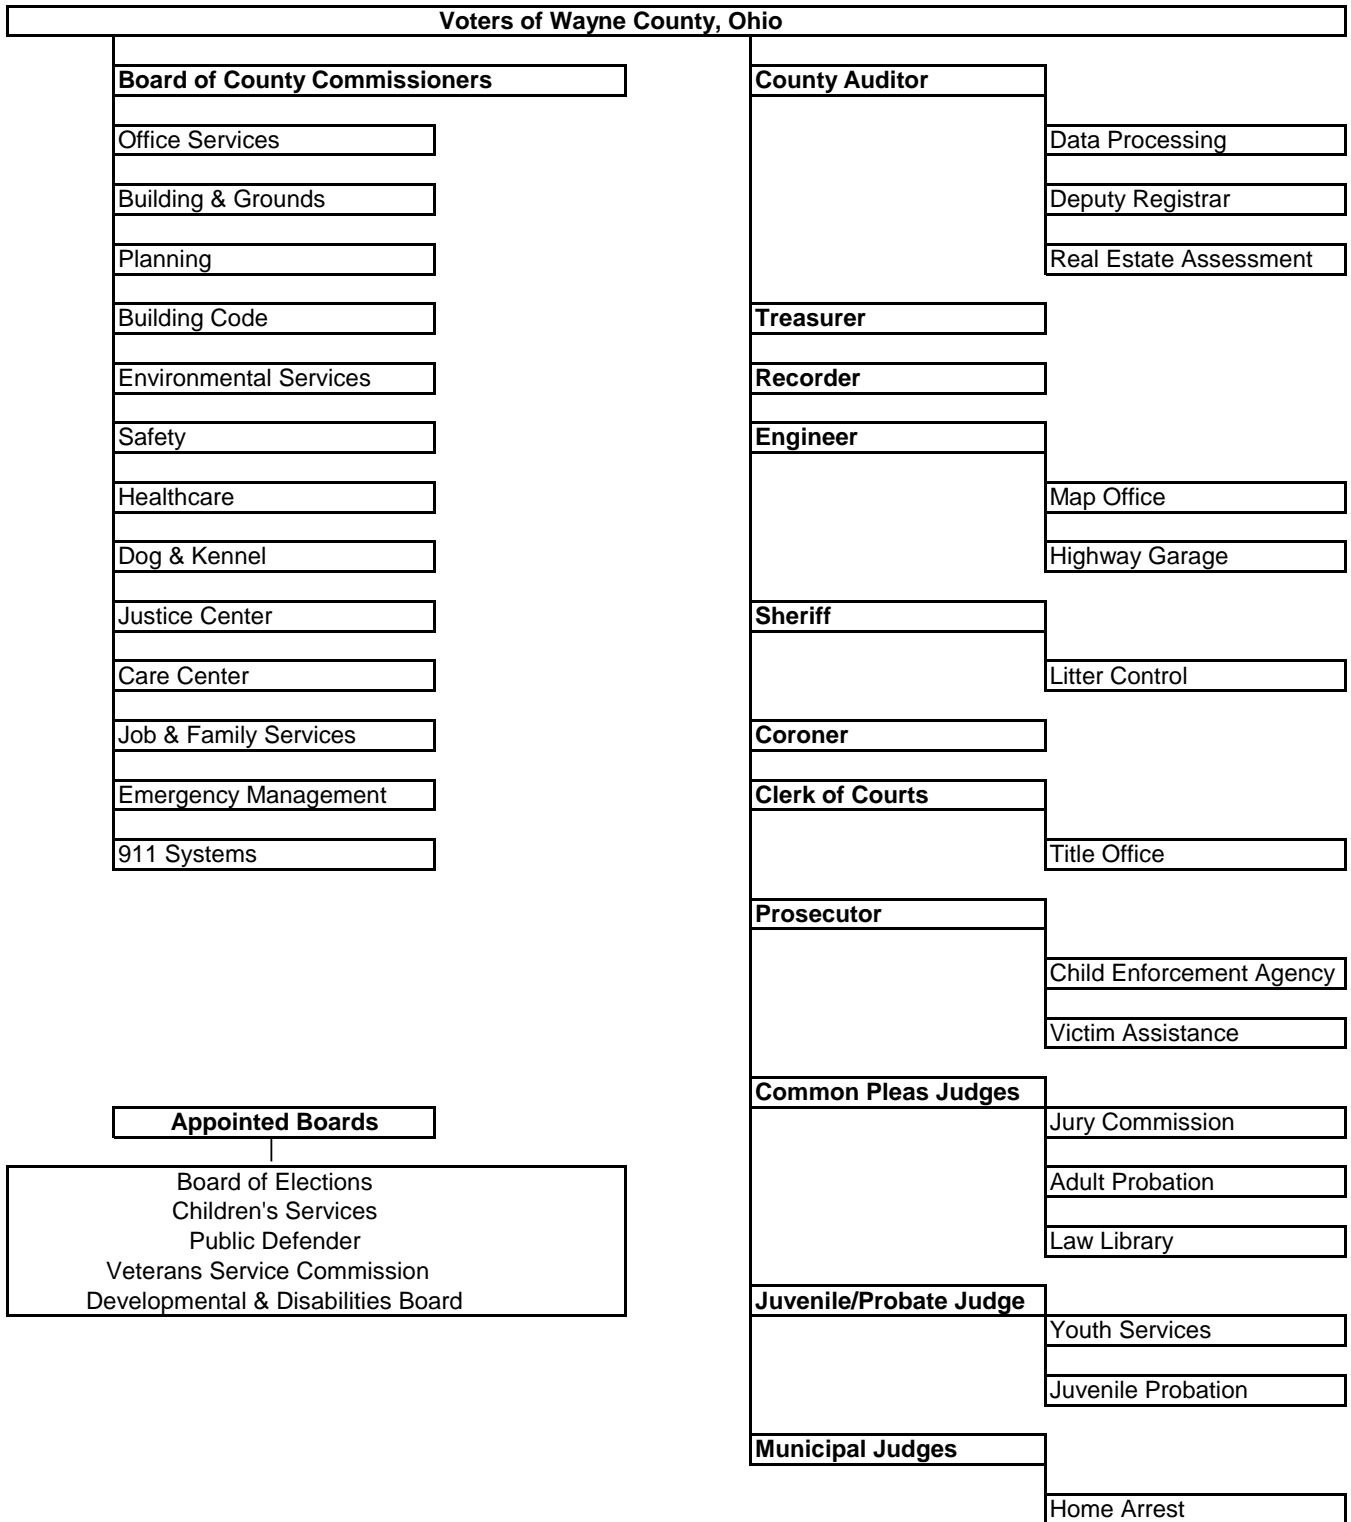 Voters of Wayne County, Ohio
Board of County Commissioners
Office Services
Building & Grounds
Planning
Building Code
Environmental Services
Safety
Healthcare
Dog & Kennel
Justice Center
Care Center
Job & Family Services
Emergency Management
911 Systems
Appointed Boards
Board of Elections
Children's Services
Public Defender
Veterans Service Commission
Developmental & Disabilities Board
County Auditor
Data Processing
Deputy Registrar
Real Estate Assessment
Treasurer
Recorder
Engineer
Map Office
Highway Garage
Sheriff
Litter Control
Coroner
Clerk of Courts
Title Office
Prosecutor
Child Enforcement Agency
Victim Assistance
Common Pleas Judges
Jury Commission
Adult Probation
Law Library
Juvenile/Probate Judge
Youth Services
Juvenile Probation
Municipal Judges
Home Arrest